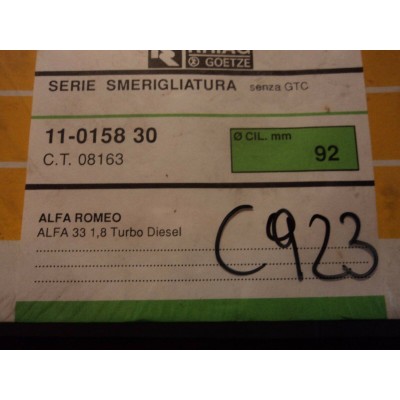 R
® GOETZE
SERIE SMERIGLIATURA senza GTC
11-0158 30
Ø CIL. mm
92
C.T. 08163
ALFA ROMEO
ALFA 33 1,8 Turbo Diesel
C923